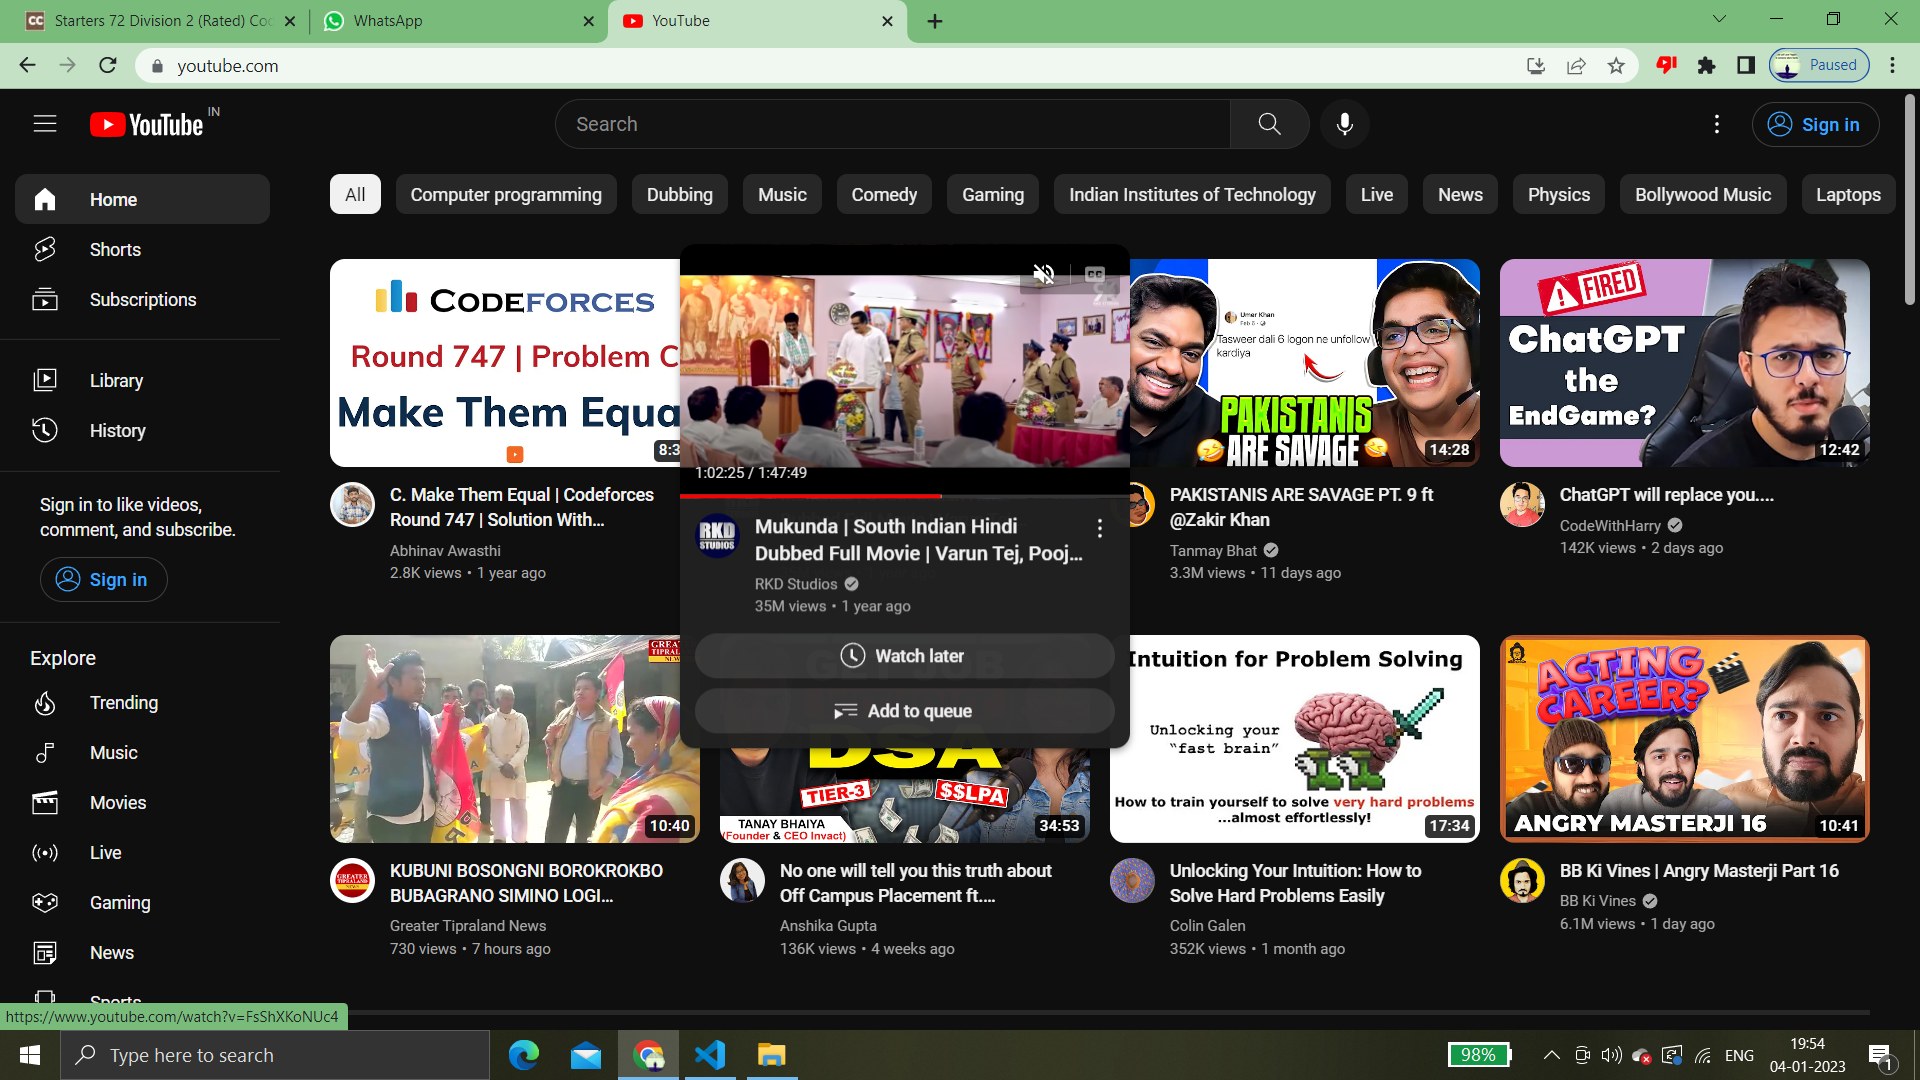 Starters 72 Division 2 (Rated) Coc
WhatsApp
YouTube
youtube.com
Paused
YouTube IN
Search
Sign in
Home
Shorts
Subscriptions
Library
History
Sign in to like videos,
comment, and subscribe.
Sign in
Explore
Trending
Music
Movies
Live
Gaming
News
Sports
All
Computer programming
Dubbing
Music
Comedy
Gaming
Indian Institutes of Technology
Live
News
Physics
Bollywood Music
Laptops
CODEFORCES
Round 747 | Problem C
Make Them Equa
8:3
C. Make Them Equal | Codeforces
Round 747 | Solution With...
Abhinav Awasthi
2.8K views • 1 year ago
CC
1:02:25 / 1:47:49
RKD
STUDIOS
Mukunda | South Indian Hindi
Dubbed Full Movie | Varun Tej, Pooj...
RKD Studios
35M views • 1 year ago
Watch later
Add to queue
Umer Khan
Feb 6
Tasweer dali 6 logon ne unfollow
kardiya
PAKISTANIS
ARE SAVAGE
14:28
PAKISTANIS ARE SAVAGE PT. 9 ft
@Zakir Khan
Tanmay Bhat
3.3M views • 11 days ago
FIRED
ChatGPT
the
EndGame?
12:42
ChatGPT will replace you....
CodeWithHarry
142K views • 2 days ago
GREATER
TIPRALAND
NEWS
10:40
KUBUNI BOSONGNI BOROKROKBO
BUBAGRANO SIMINO LOGI...
Greater Tipraland News
730 views • 7 hours ago
DSA
TIER-3
$$LPA
TANAY BHAIYA
(Founder & CEO Invact)
34:53
No one will tell you this truth about
Off Campus Placement ft....
Anshika Gupta
136K views • 4 weeks ago
Intuition for Problem Solving
Unlocking your
"fast brain"
How to train yourself to solve very hard problems
...almost effortlessly!
17:34
Unlocking Your Intuition: How to
Solve Hard Problems Easily
Colin Galen
352K views • 1 month ago
ACTING
CAREER?
ANGRY MASTERJI 16
10:41
BB Ki Vines | Angry Masterji Part 16
BB Ki Vines
6.1M views • 1 day ago
https://www.youtube.com/watch?v=FsShXKoNUc4
Type here to search
98%
ENG
19:54
04-01-2023
1